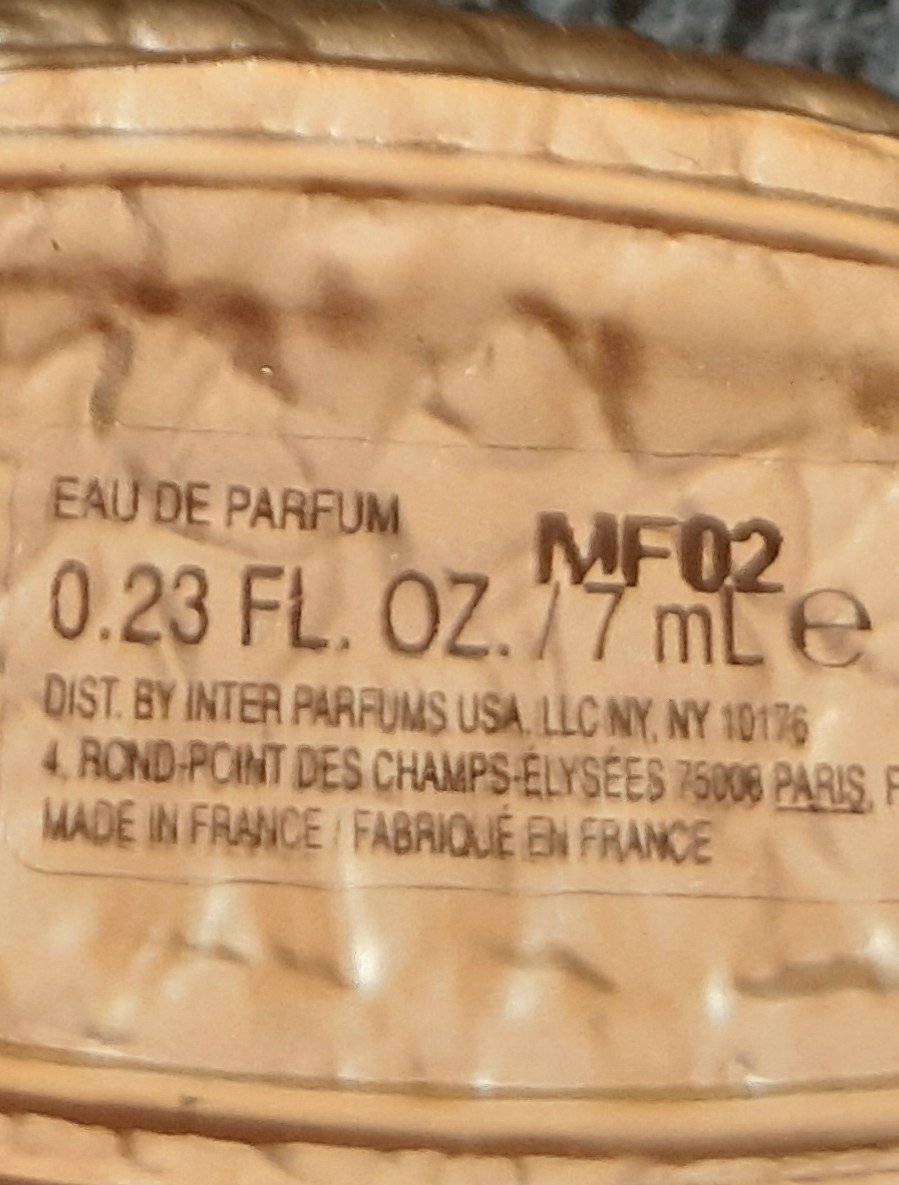 EAU DE PARFUM
MF02
0.23 FL. OZ. / 7 mL e
DIST. BY INTER PARFUMS USA, LLC NY, NY 10176
4, ROND-POINT DES CHAMPS-ÉLYSÉES 75008 PARIS, F
MADE IN FRANCE / FABRIQUÉ EN FRANCE